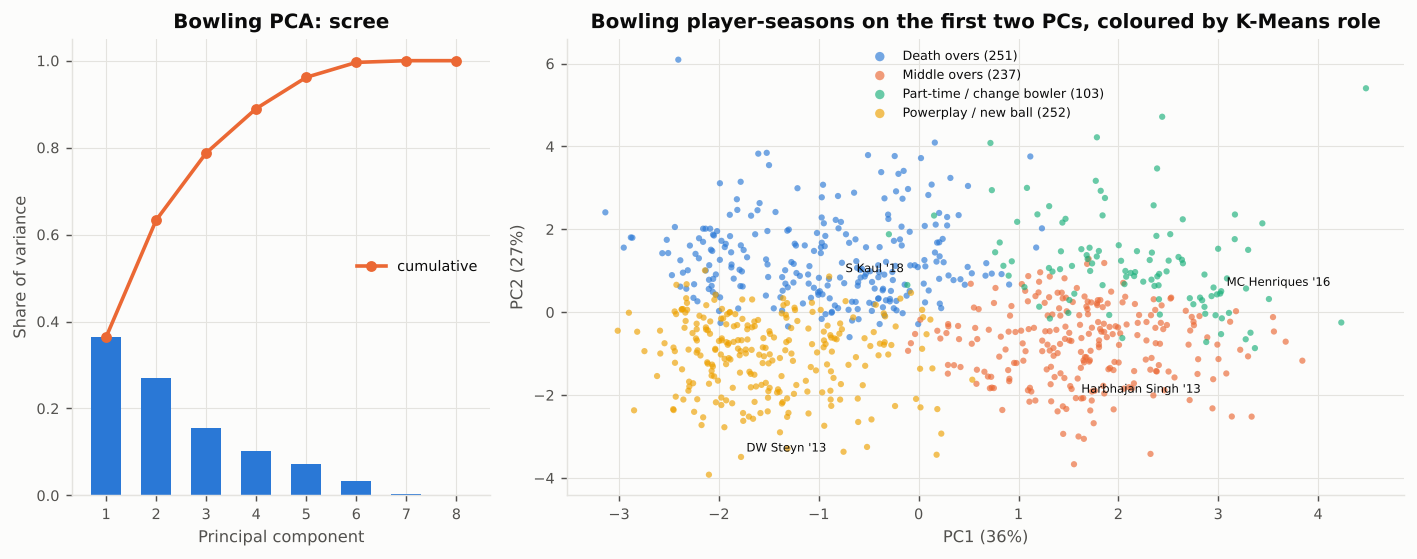 Bowling PCA: scree
Share of variance
1.0
0.8
0.6
0.4
0.2
0.0
cumulative
1 2 3 4 5 6 7 8
Principal component
Bowling player-seasons on the first two PCs, coloured by K-Means role
PC2 (27%)
6
4
2
0
−2
−4
Death overs (251)
Middle overs (237)
Part-time / change bowler (103)
Powerplay / new ball (252)
S Kaul '18
MC Henriques '16
Harbhajan Singh '13
DW Steyn '13
−3 −2 −1 0 1 2 3 4
PC1 (36%)